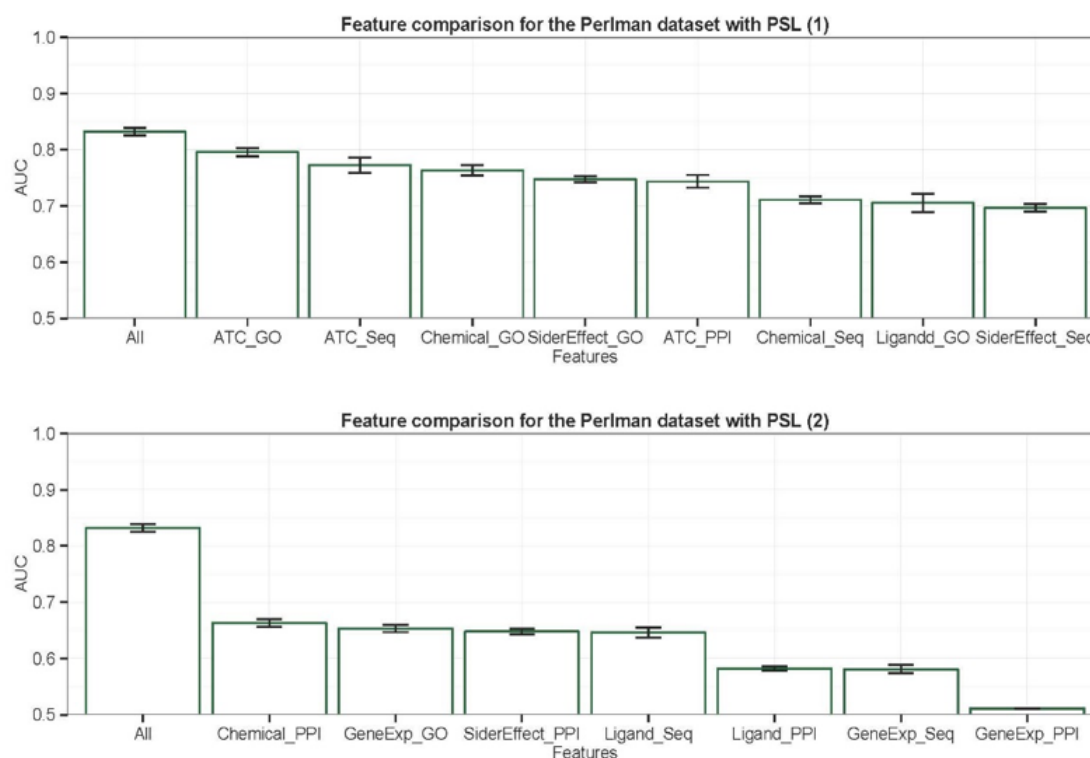 Feature comparison for the Perlman dataset with PSL (1)
1.0
0.9
0.8
0.7
0.6
0.5
AUC
All ATC_GO ATC_Seq Chemical_GO SiderEffect_GO ATC_PPI Chemical_Seq Ligandd_GO SiderEffect_Seq
Features
Feature comparison for the Perlman dataset with PSL (2)
1.0
0.9
0.8
0.7
0.6
0.5
AUC
All Chemical_PPI GeneExp_GO SiderEffect_PPI Ligand_Seq Ligand_PPI GeneExp_Seq GeneExp_PPI
Features